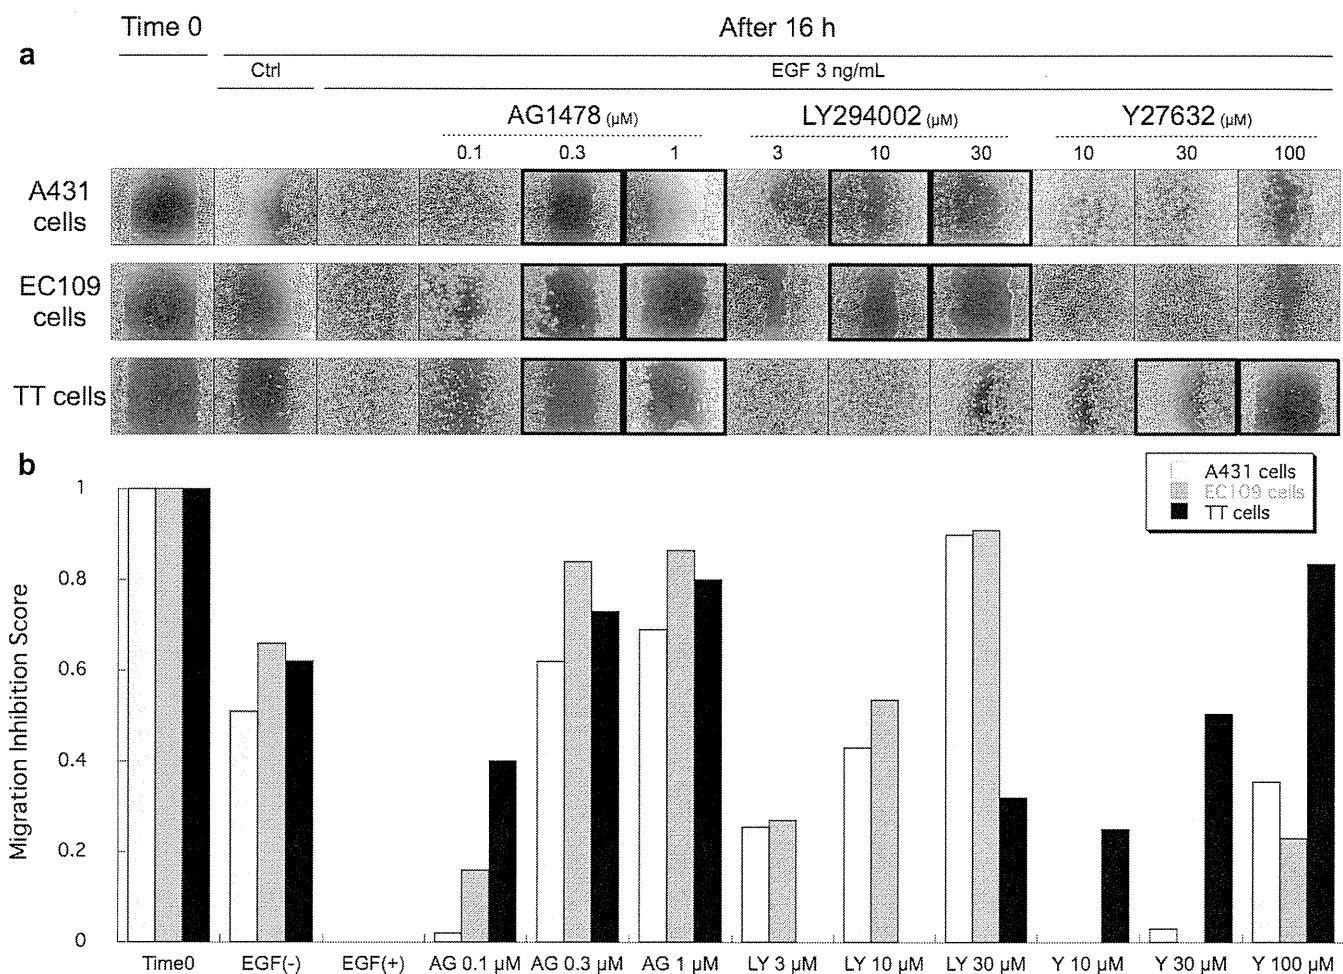 Time 0 After 16 h
a
Ctrl EGF 3 ng/mL
AG1478 (μM) LY294002 (μM) Y27632 (μM)
0.1 0.3 1 3 10 30 10 30 100
A431
cells
EC109
cells
TT cells
b
A431 cells
EC109 cells
TT cells
Migration Inhibition Score
1
0.8
0.6
0.4
0.2
0
Time0 EGF(-) EGF(+) AG 0.1 μM AG 0.3 μM AG 1 μM LY 3 μM LY 10 μM LY 30 μM Y 10 μM Y 30 μM Y 100 μM